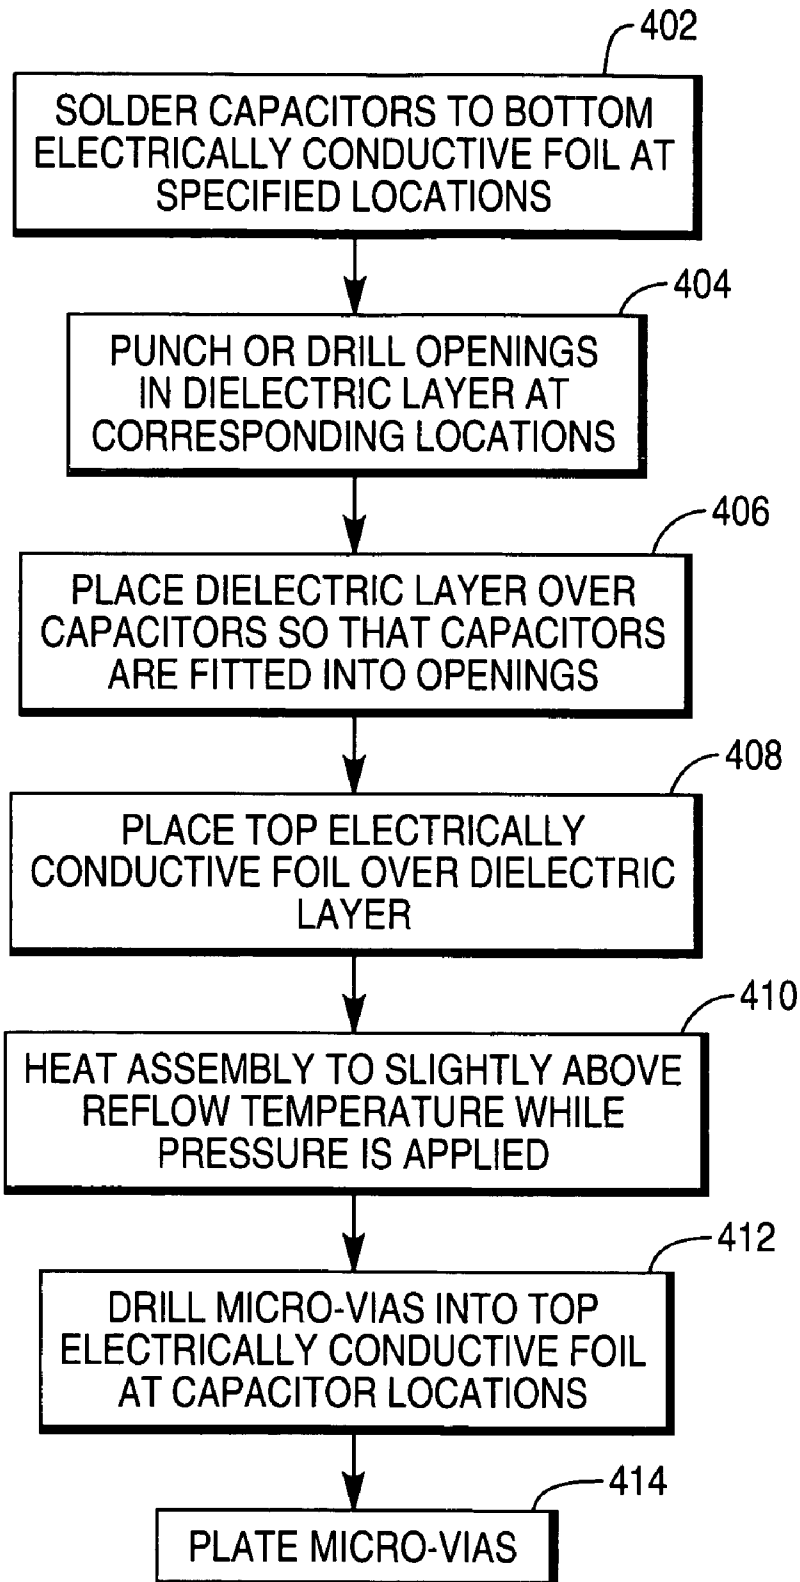 402
SOLDER CAPACITORS TO BOTTOM
ELECTRICALLY CONDUCTIVE FOIL AT
SPECIFIED LOCATIONS
404
PUNCH OR DRILL OPENINGS
IN DIELECTRIC LAYER AT
CORRESPONDING LOCATIONS
406
PLACE DIELECTRIC LAYER OVER
CAPACITORS SO THAT CAPACITORS
ARE FITTED INTO OPENINGS
408
PLACE TOP ELECTRICALLY
CONDUCTIVE FOIL OVER DIELECTRIC
LAYER
410
HEAT ASSEMBLY TO SLIGHTLY ABOVE
REFLOW TEMPERATURE WHILE
PRESSURE IS APPLIED
412
DRILL MICRO-VIAS INTO TOP
ELECTRICALLY CONDUCTIVE FOIL
AT CAPACITOR LOCATIONS
414
PLATE MICRO-VIAS